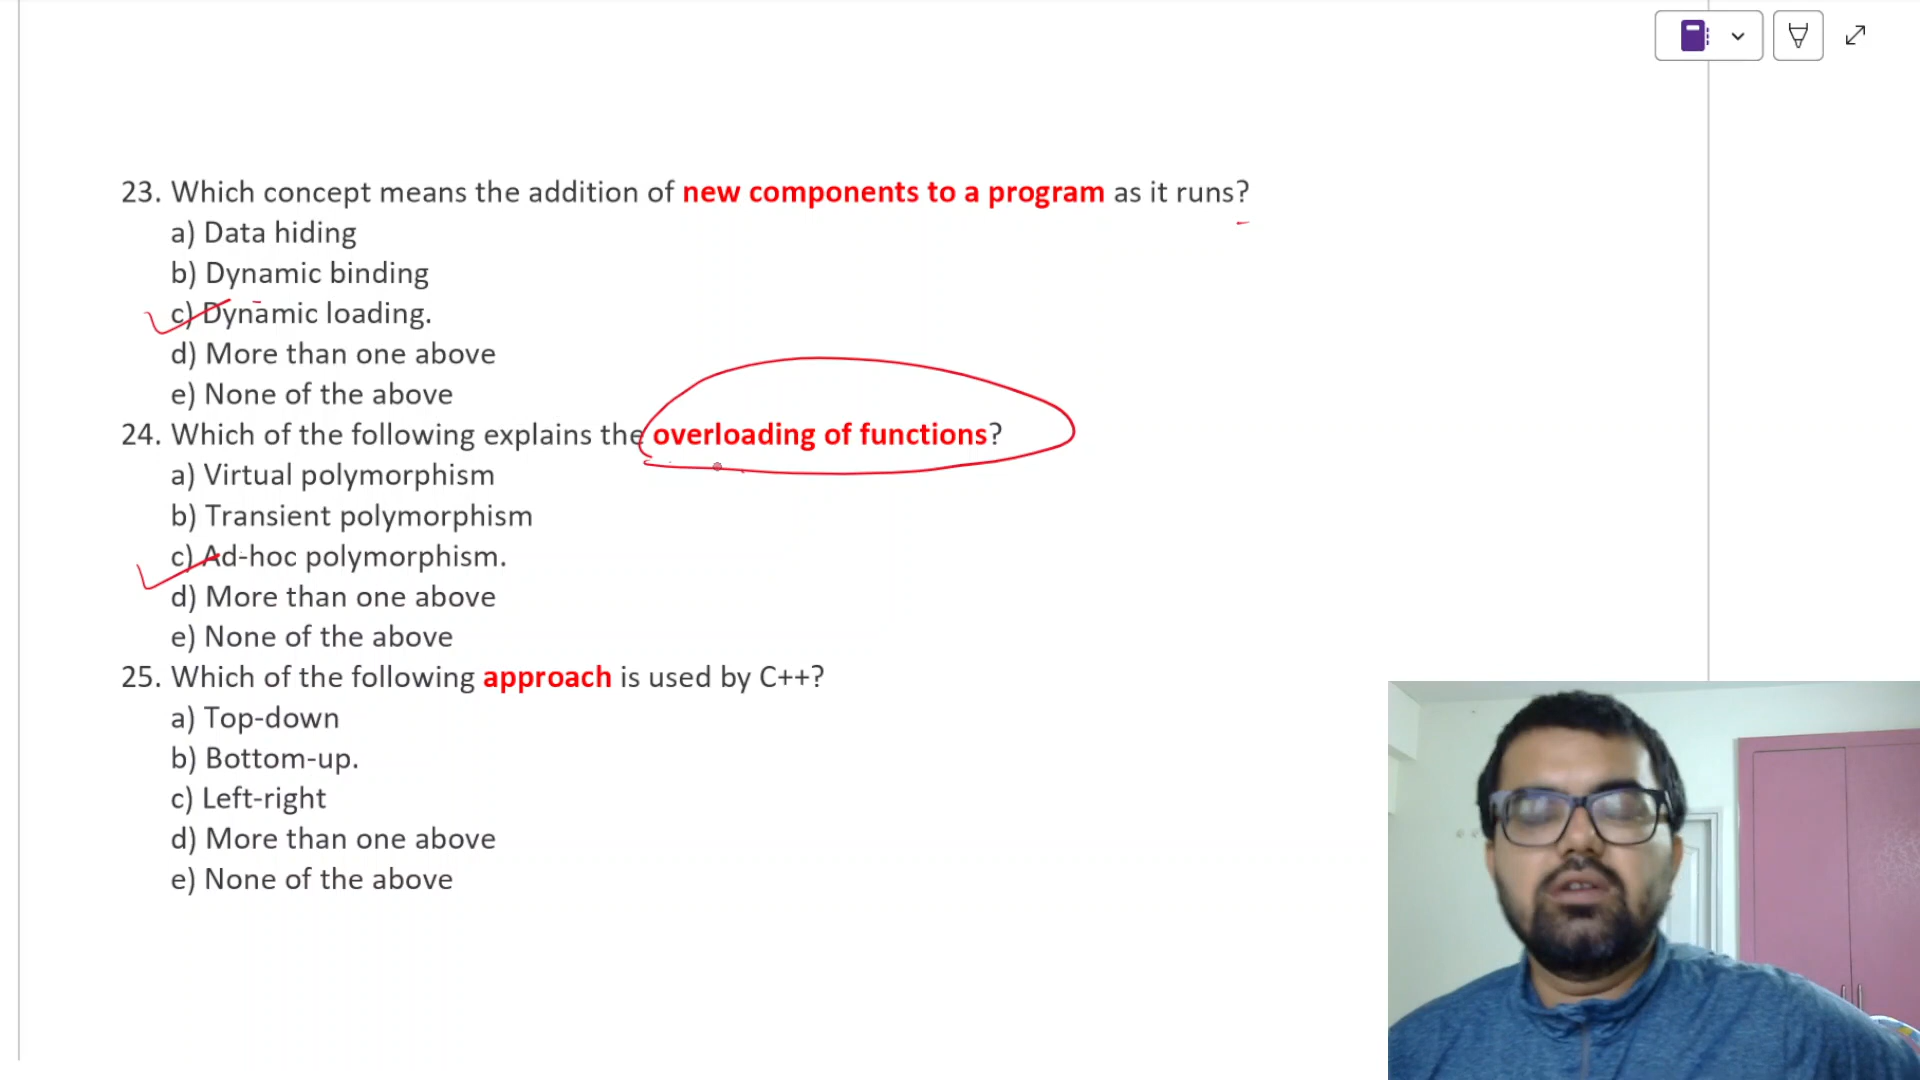 23. Which concept means the addition of new components to a program as it runs?
a) Data hiding
b) Dynamic binding
c) Dynamic loading.
d) More than one above
e) None of the above
24. Which of the following explains the overloading of functions?
a) Virtual polymorphism
b) Transient polymorphism
c) Ad-hoc polymorphism.
d) More than one above
e) None of the above
25. Which of the following approach is used by C++?
a) Top-down
b) Bottom-up.
c) Left-right
d) More than one above
e) None of the above